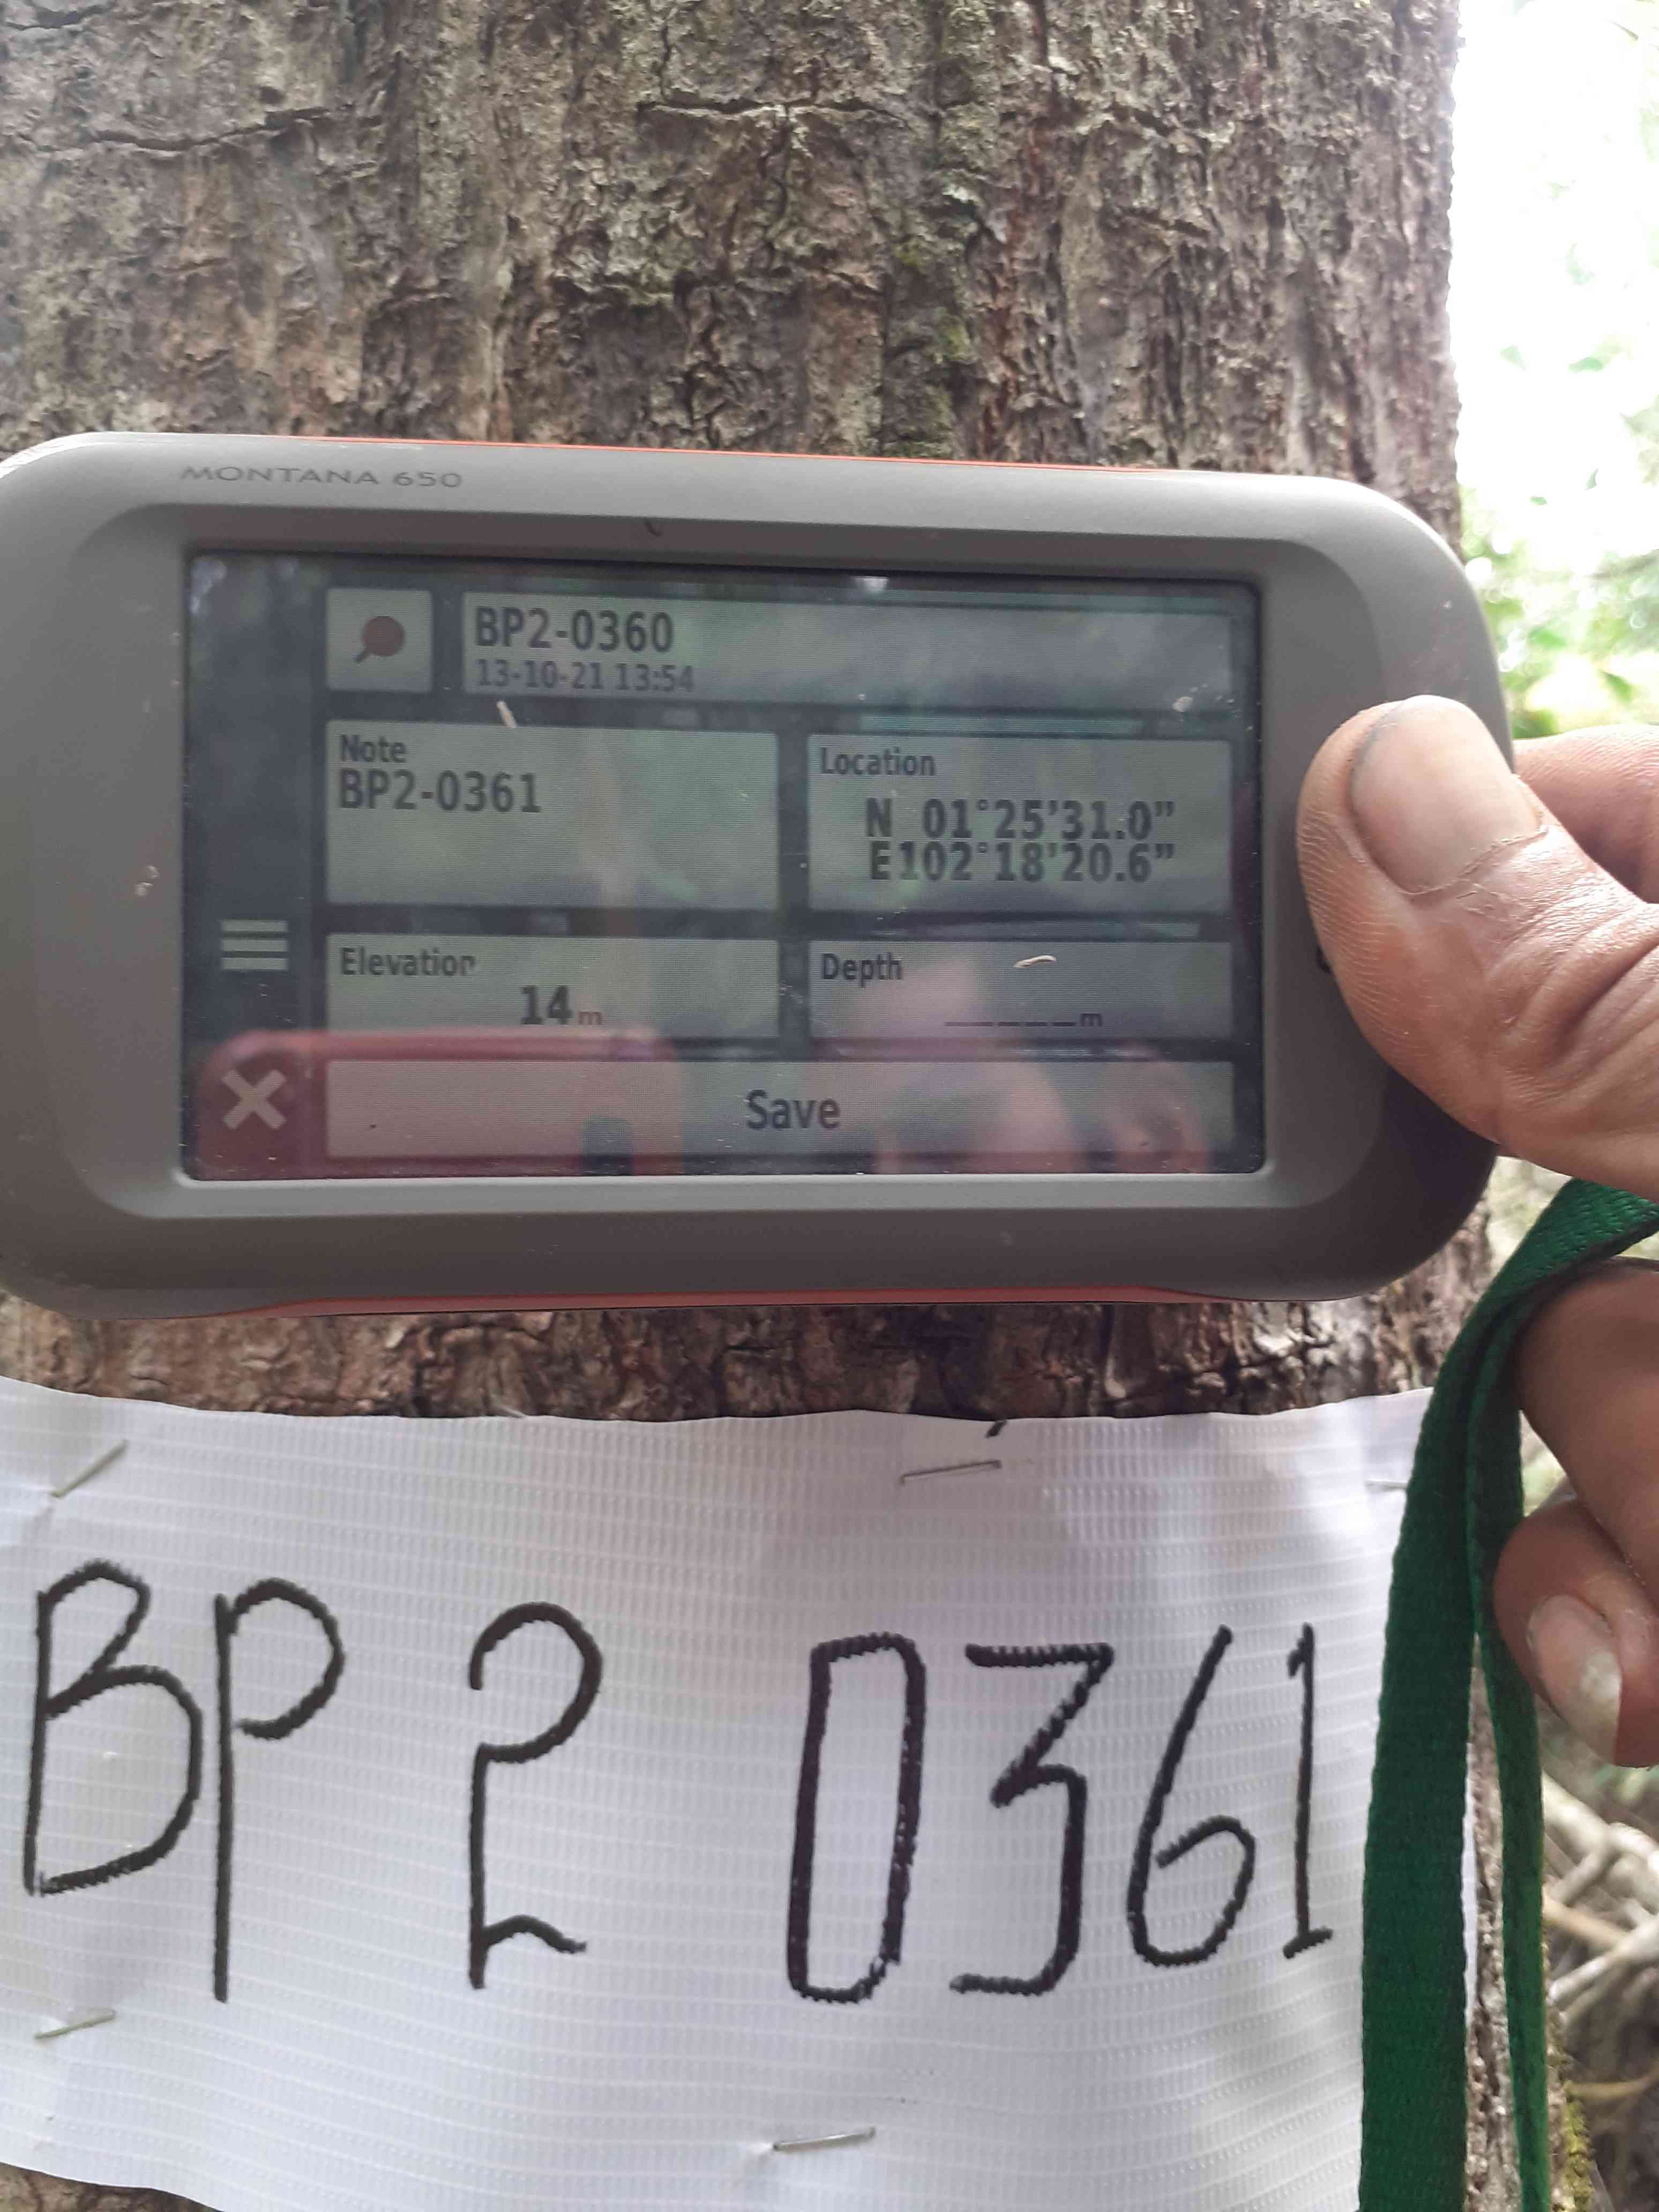 MONTANA 650
BP2-0360
13-10-21 13:54
Note
BP2-0361
Location
N 01°25'31.0"
E102°18'20.6"
Elevation
14 m
Depth
_____m
Save
BP 2 0361